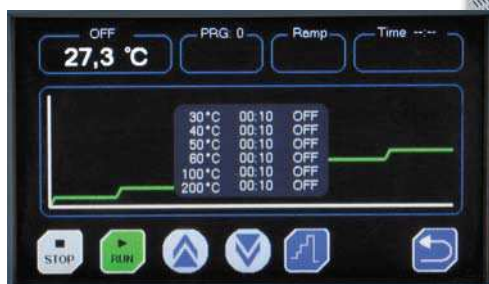 OFF
27,3 °C
PRG: 0
Ramp
Time --:--
30°C 00:10 OFF
40°C 00:10 OFF
50°C 00:10 OFF
60°C 00:10 OFF
100°C 00:10 OFF
200°C 00:10 OFF
STOP
RUN